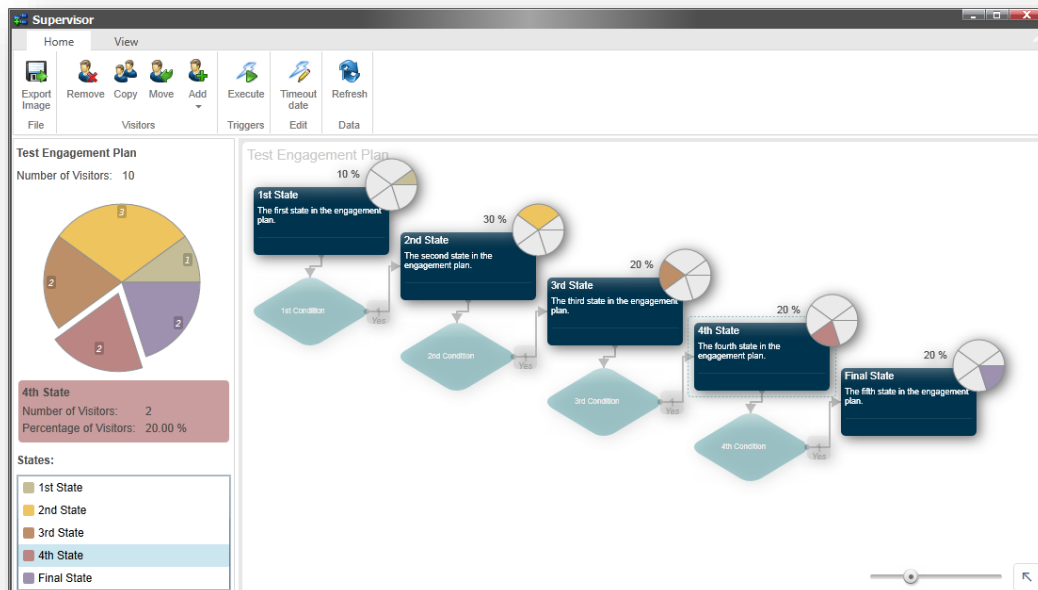 Supervisor
Home View
Export Image
Remove
Copy
Move
Add
Execute
Timeout date
Refresh
File
Visitors
Triggers
Edit
Data
Test Engagement Plan
Number of Visitors: 10
3
1
2
2
2
4th State
Number of Visitors: 2
Percentage of Visitors: 20.00 %
States:
1st State
2nd State
3rd State
4th State
Final State
Test Engagement Plan
10 %
1st State
The first state in the engagement
plan.
1st Condition
1
Yes
30 %
2nd State
The second state in the
engagement plan.
2nd Condition
1
Yes
20 %
3rd State
The third state in the engagement
plan.
3rd Condition
1
Yes
20 %
4th State
The fourth state in the
engagement plan.
4th Condition
1
Yes
20 %
Final State
The fifth state in the engagement
plan.